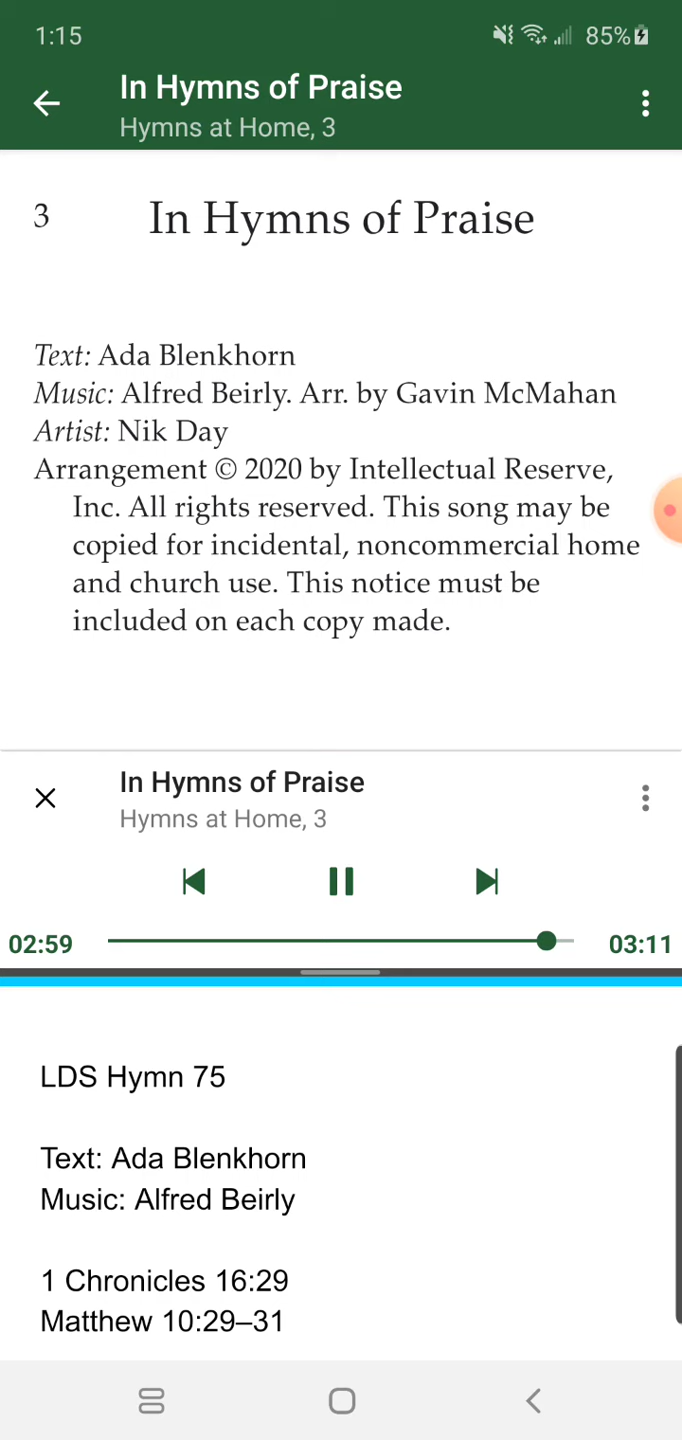 1:15
85%
In Hymns of Praise
Hymns at Home, 3
3
In Hymns of Praise
Text: Ada Blenkhorn
Music: Alfred Beirly. Arr. by Gavin McMahan
Artist: Nik Day
Arrangement © 2020 by Intellectual Reserve,
Inc. All rights reserved. This song may be
copied for incidental, noncommercial home
and church use. This notice must be
included on each copy made.
In Hymns of Praise
Hymns at Home, 3
02:59
03:11
LDS Hymn 75
Text: Ada Blenkhorn
Music: Alfred Beirly
1 Chronicles 16:29
Matthew 10:29–31